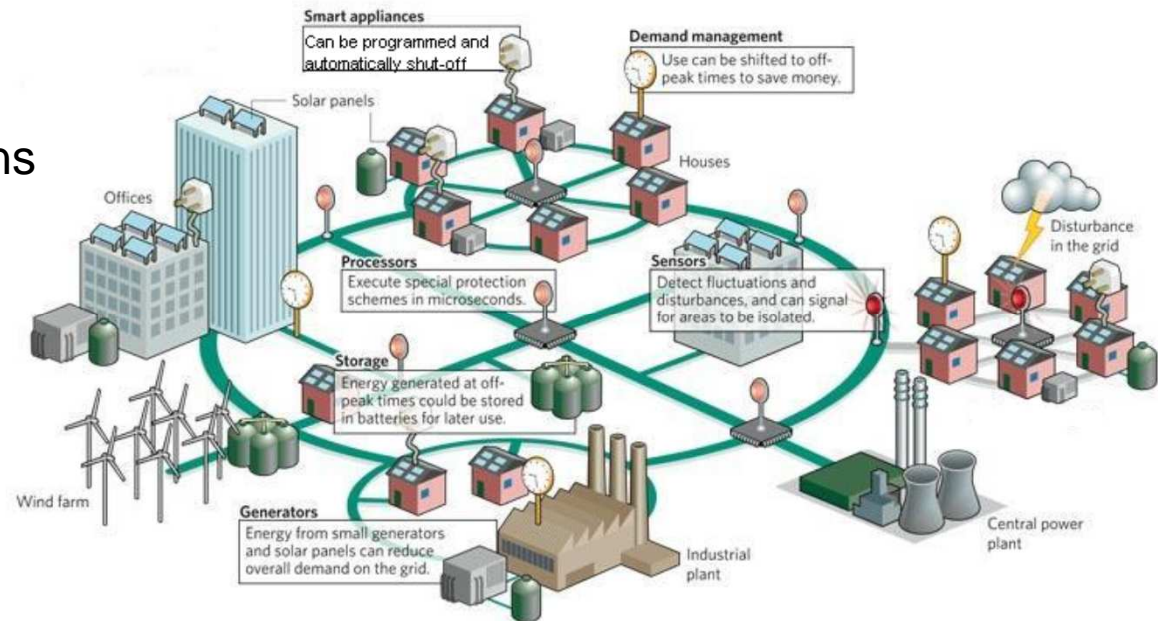 Smart appliances
Can be programmed and
automatically shut-off
Demand management
Use can be shifted to off-
peak times to save money.
Solar panels
ns
Houses
Offices
Disturbance
in the grid
Processors
Execute special protection
schemes in microseconds.
Sensors
Detect fluctuations and
disturbances, and can signal
for areas to be isolated.
Storage
Energy generated at off-
peak times could be stored
in batteries for later use.
Wind farm
Generators
Energy from small generators
and solar panels can reduce
overall demand on the grid.
Industrial
plant
Central power
plant